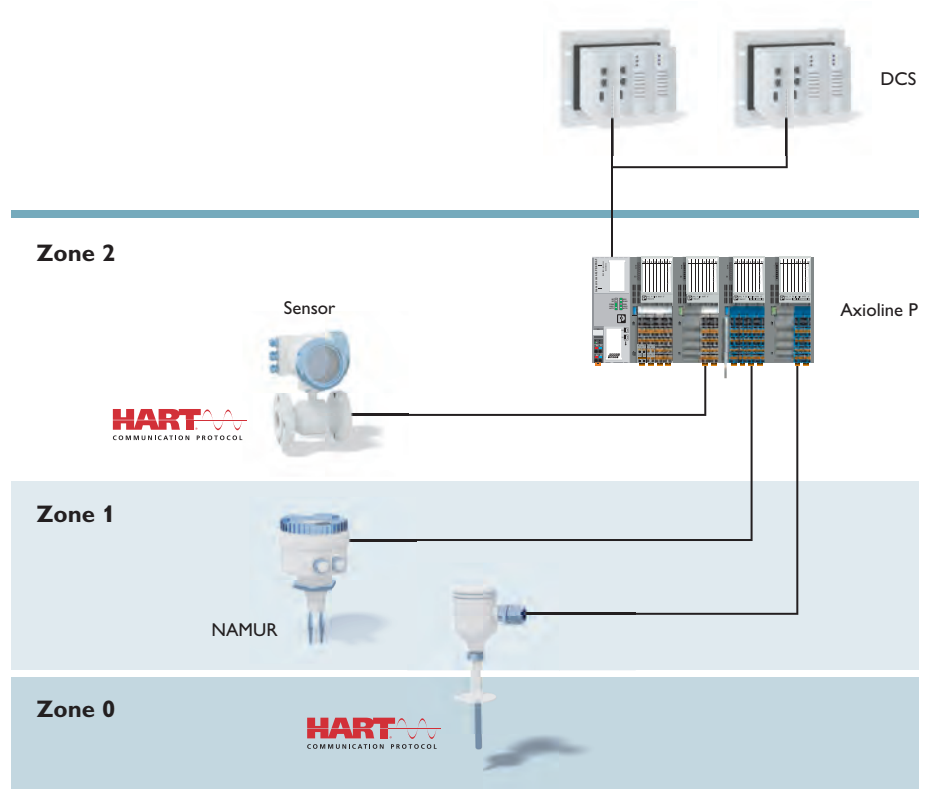 DCS
Zone 2
Sensor
Axioline P
HART
COMMUNICATION PROTOCOL
Zone 1
NAMUR
Zone 0
HART
COMMUNICATION PROTOCOL